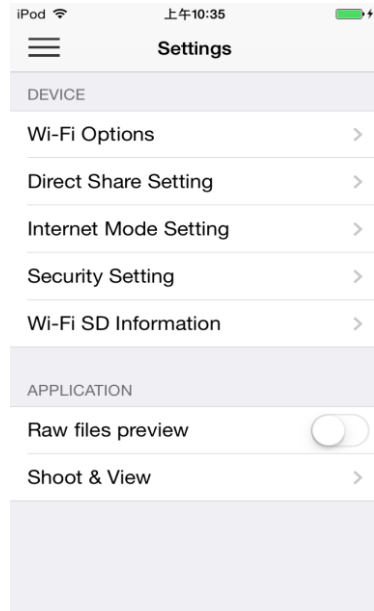 iPod 上午10:35
Settings
DEVICE
Wi-Fi Options
Direct Share Setting
Internet Mode Setting
Security Setting
Wi-Fi SD Information
APPLICATION
Raw files preview
Shoot & View